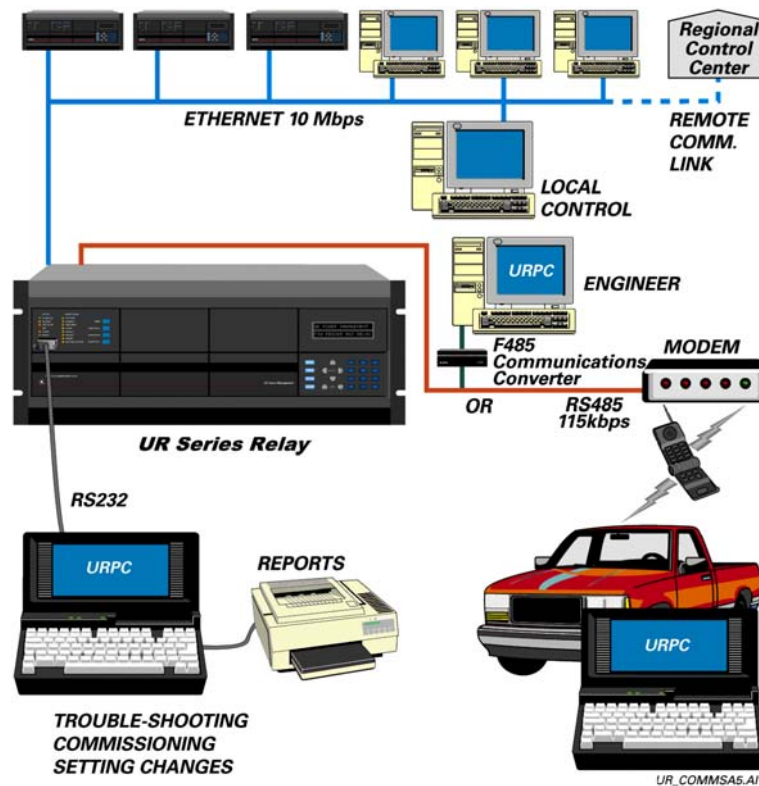 Regional
Control
Center
ETHERNET 10 Mbps
REMOTE
COMM.
LINK
LOCAL
CONTROL
URPC
ENGINEER
F485
Communications
Converter
MODEM
OR
RS485
115kbps
UR Series Relay
RS232
URPC
REPORTS
URPC
TROUBLE-SHOOTING
COMMISSIONING
SETTING CHANGES
UR_COMMSA5.AI